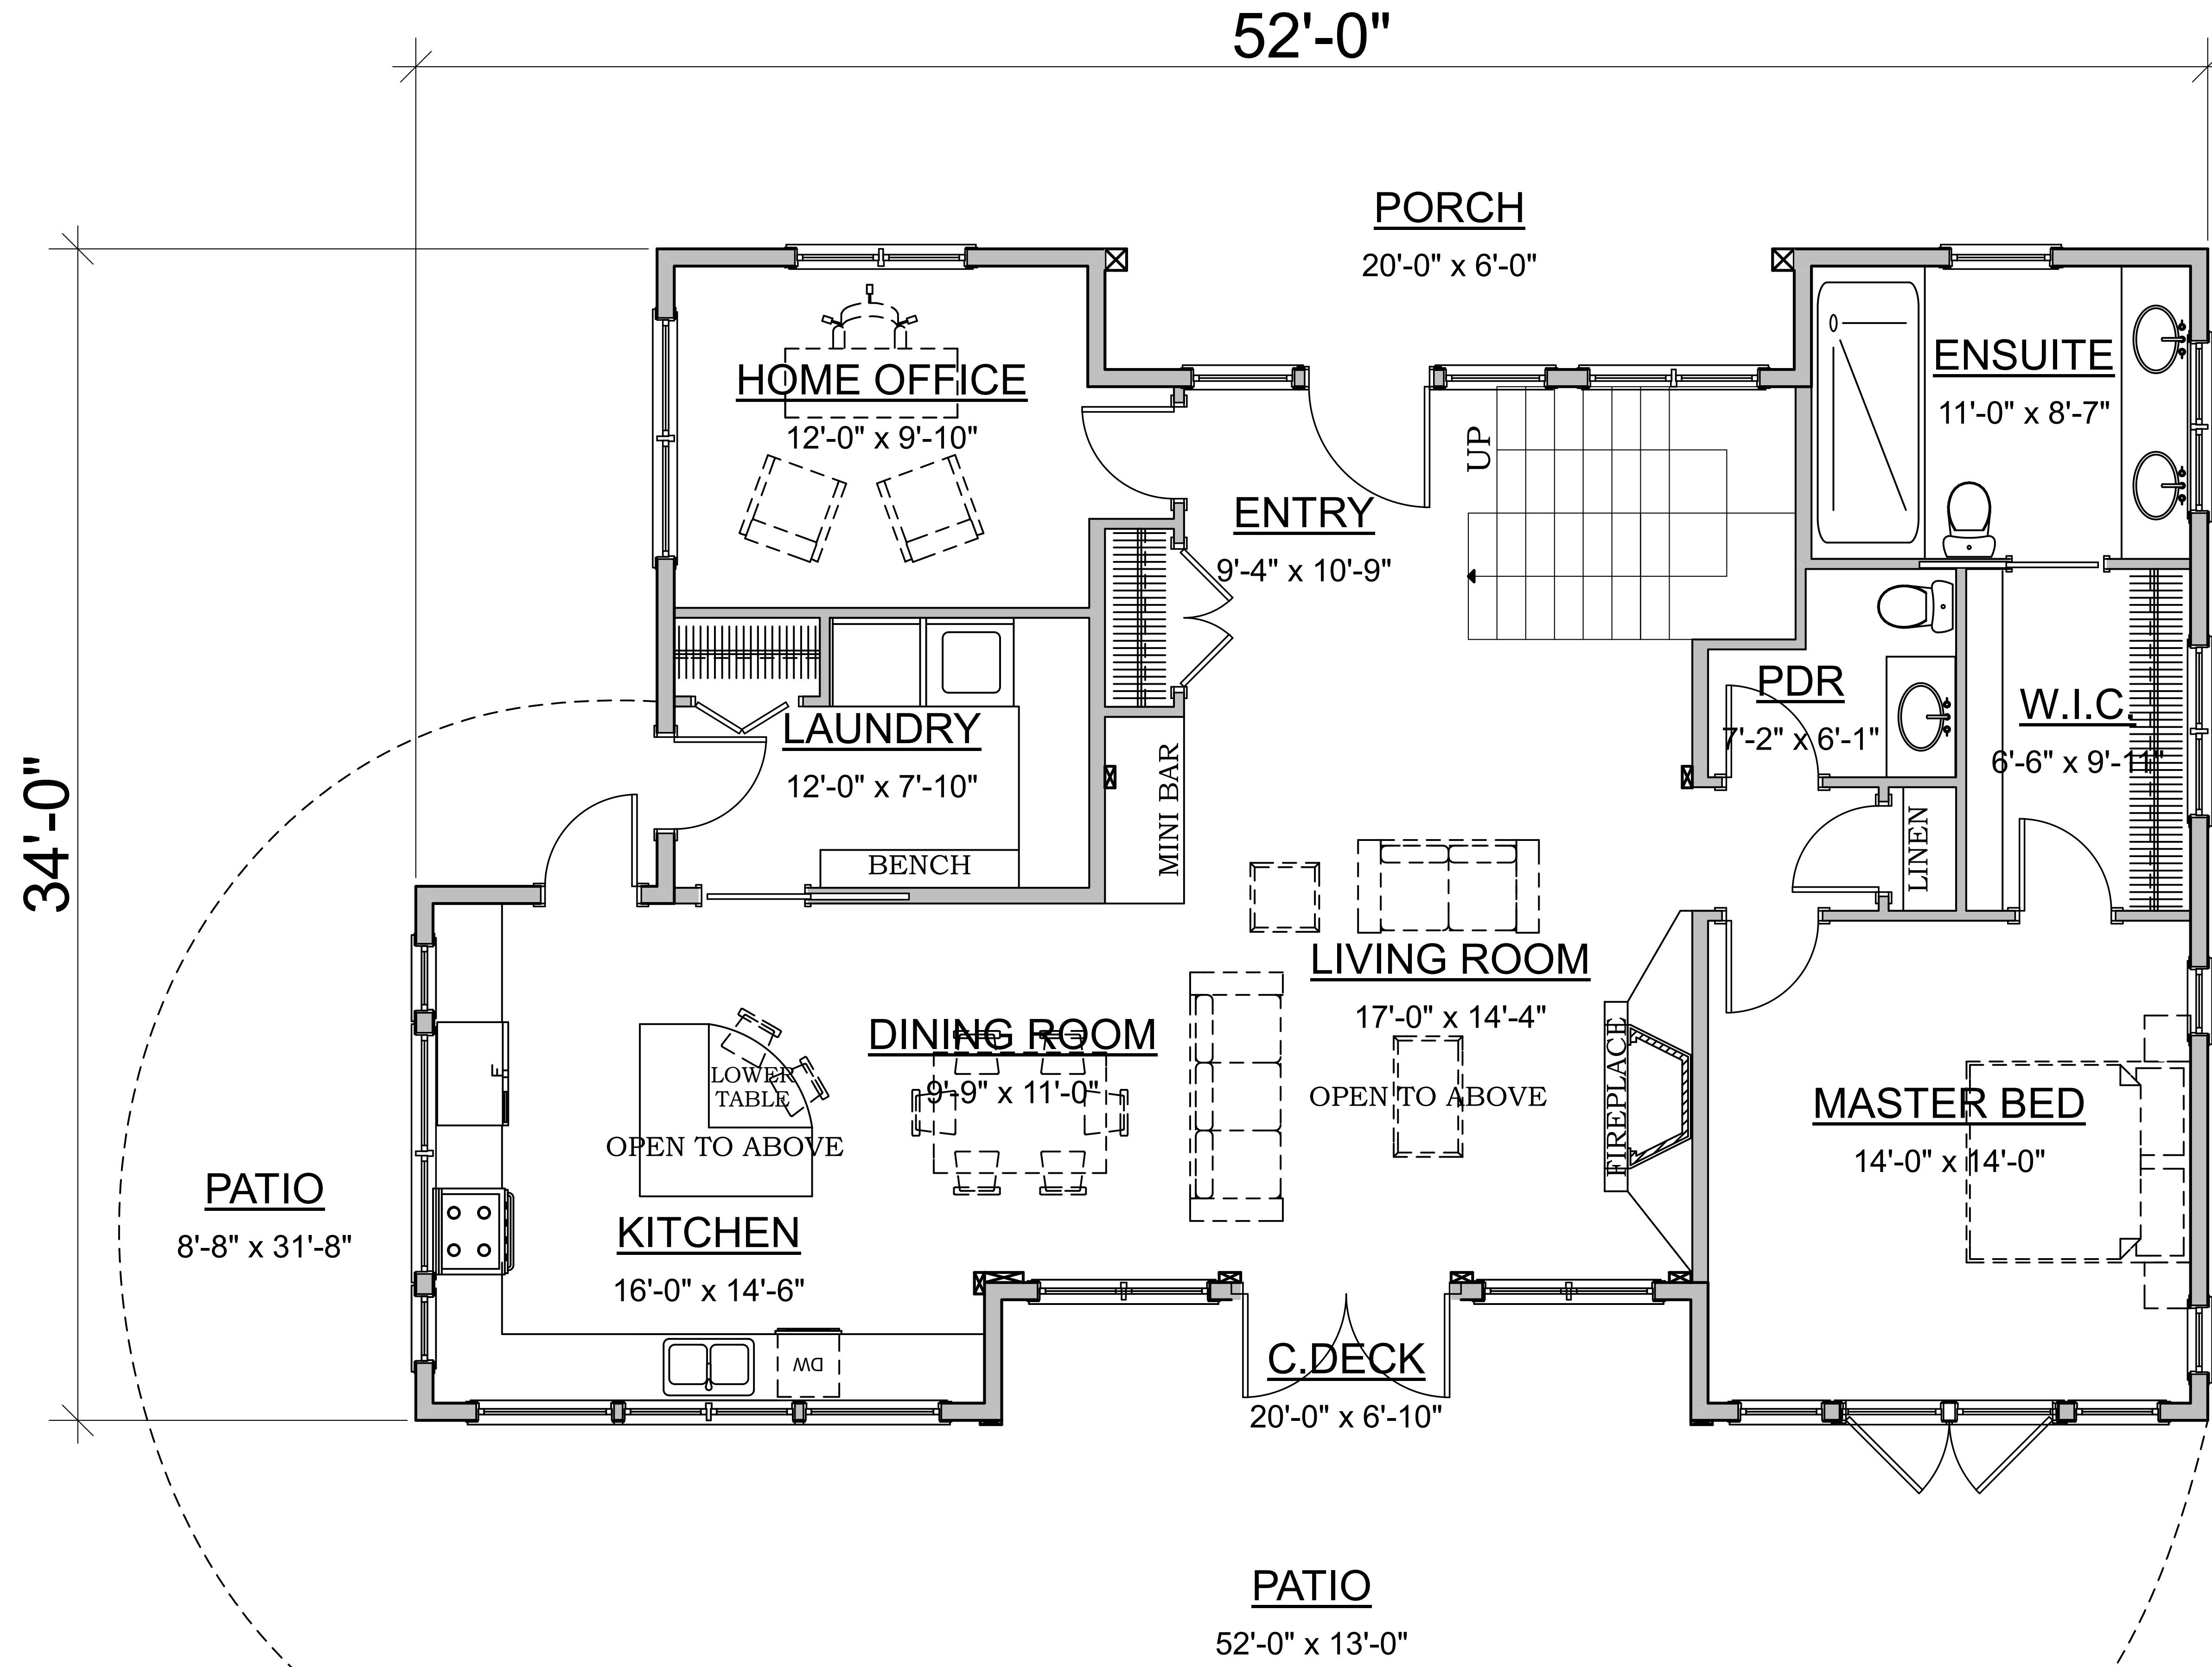 52'-0"
PORCH
20'-0" x 6'-0"
HOME OFFICE
12'-0" x 9'-10"
ENSUITE
11'-0" x 8'-7"
UP
ENTRY
9'-4" x 10'-9"
34'-0"
LAUNDRY
12'-0" x 7'-10"
BENCH
MINI BAR
PDR
7'-2" x 6'-1"
W.I.C.
6'-6" x 9'-11"
LINEN
LIVING ROOM
17'-0" x 14'-4"
OPEN TO ABOVE
FIREPLACE
DINING ROOM
9'-9" x 11'-0"
F
LOWER
TABLE
OPEN TO ABOVE
KITCHEN
16'-0" x 14'-6"
DW
MASTER BED
14'-0" x 14'-0"
PATIO
8'-8" x 31'-8"
C.DECK
20'-0" x 6'-10"
PATIO
52'-0" x 13'-0"